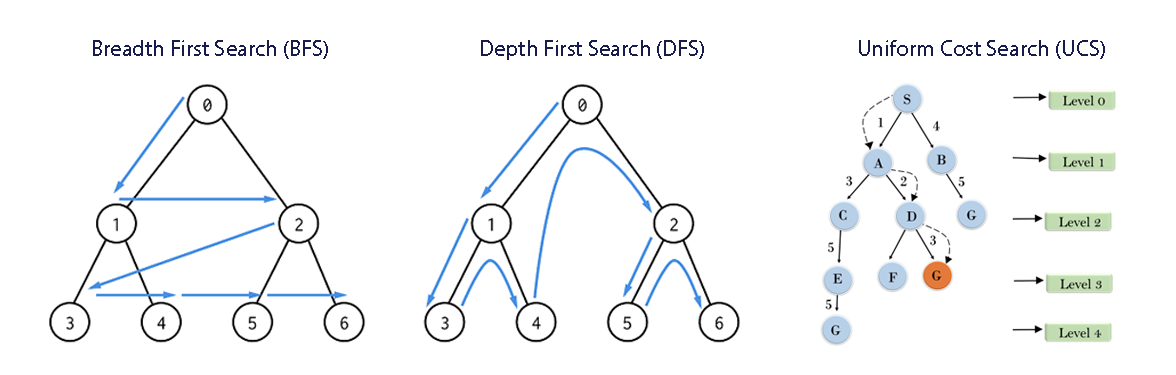 Breadth First Search (BFS)
0
1
2
3
4
5
6
Depth First Search (DFS)
0
1
2
3
4
5
6
Uniform Cost Search (UCS)
S
Level 0
1
4
A
B
Level 1
3
2
5
C
D
G
Level 2
5
3
E
F
G
Level 3
5
G
Level 4